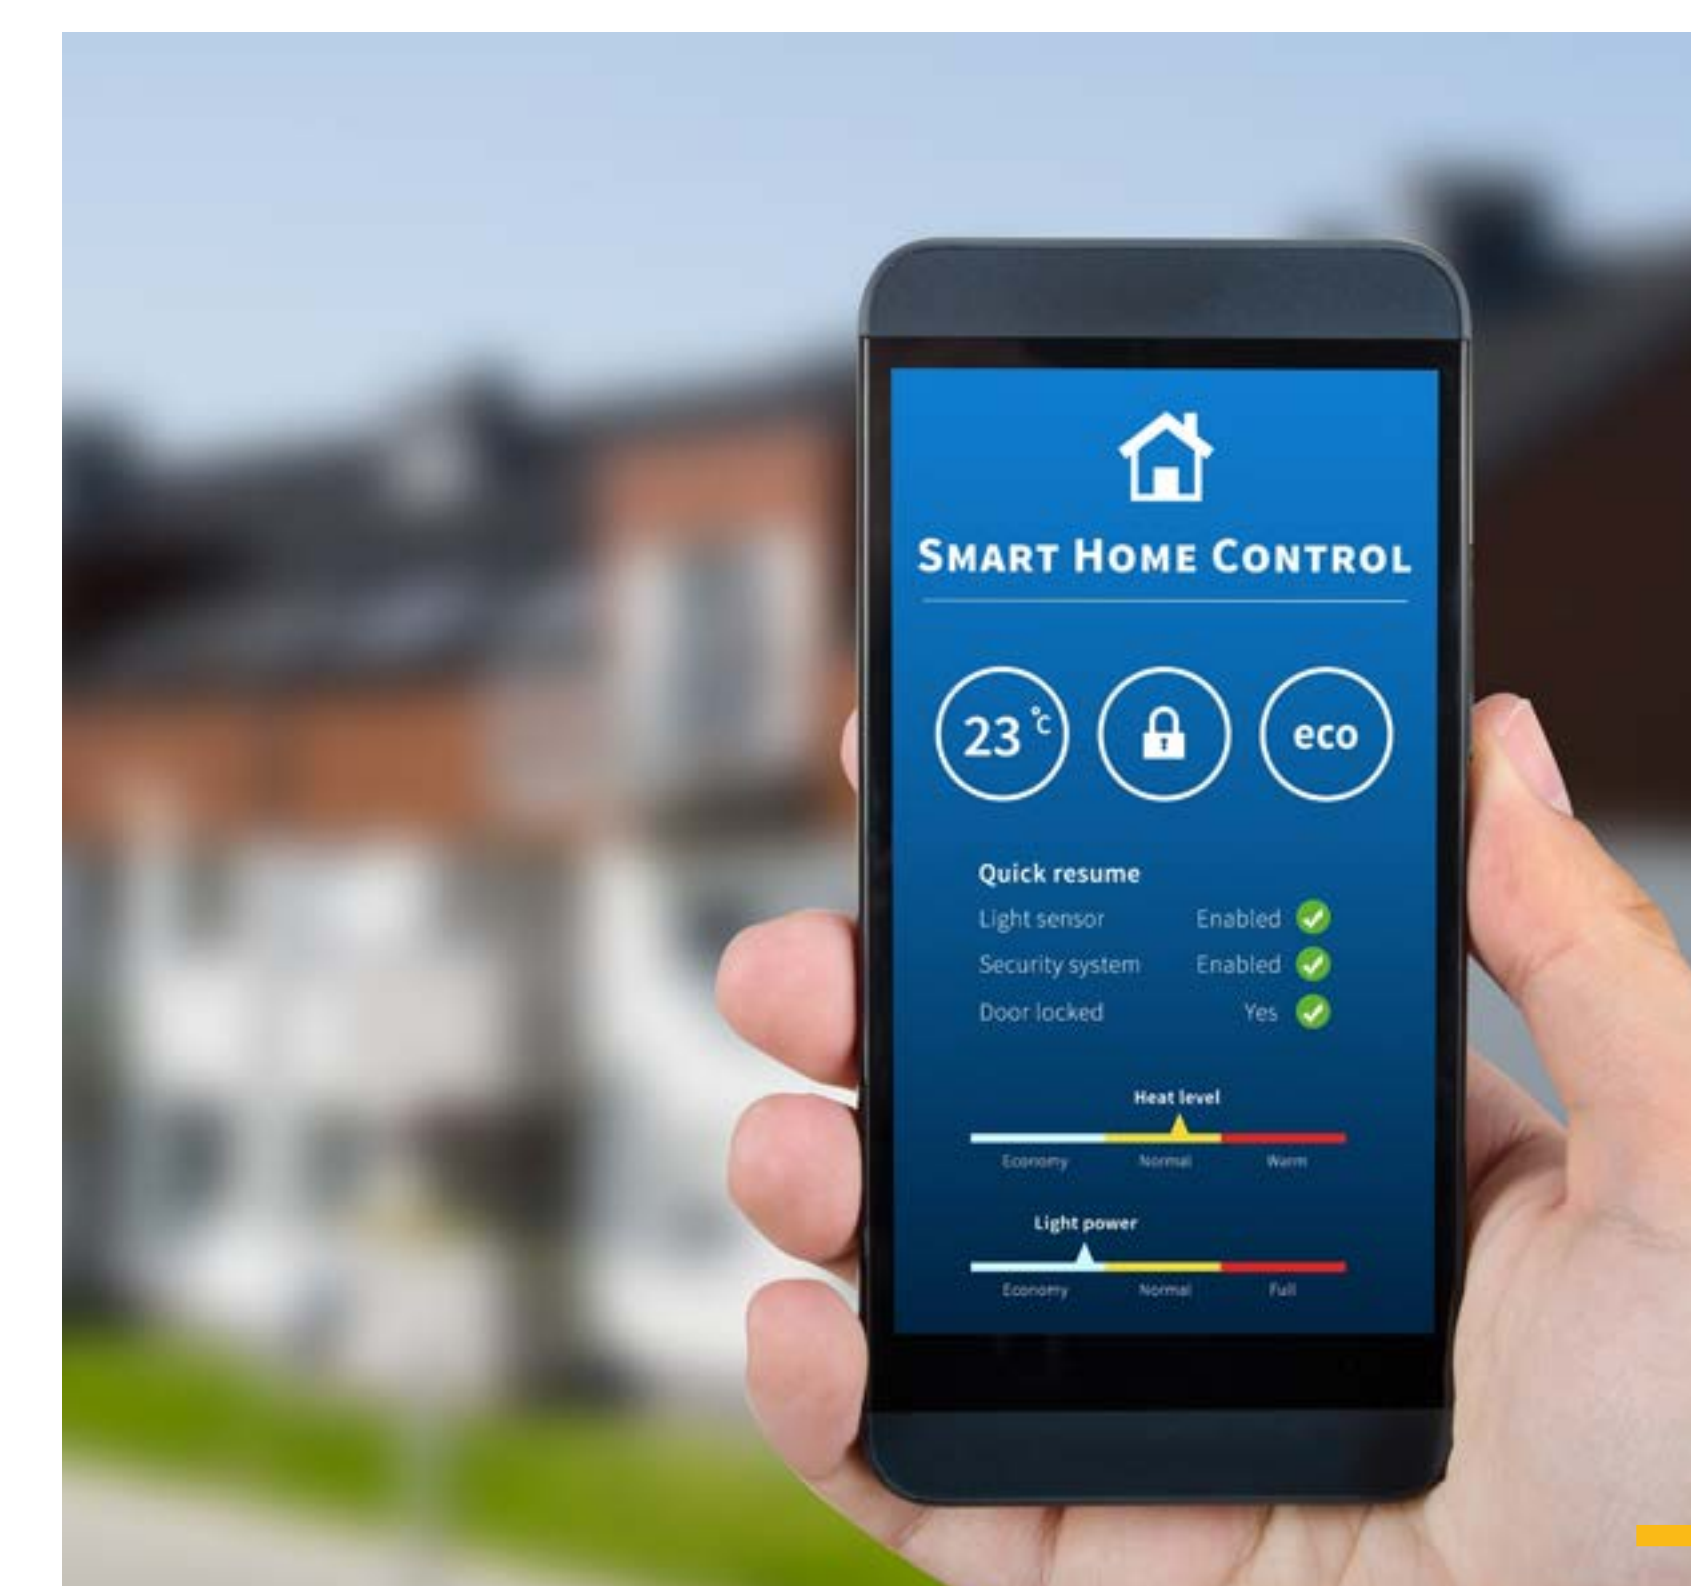 SMART HOME CONTROL
23 °C
eco
Quick resume
Light sensor Enabled
Security system Enabled
Door locked Yes
Heat level
Economy Normal Warm
Light power
Economy Normal Full